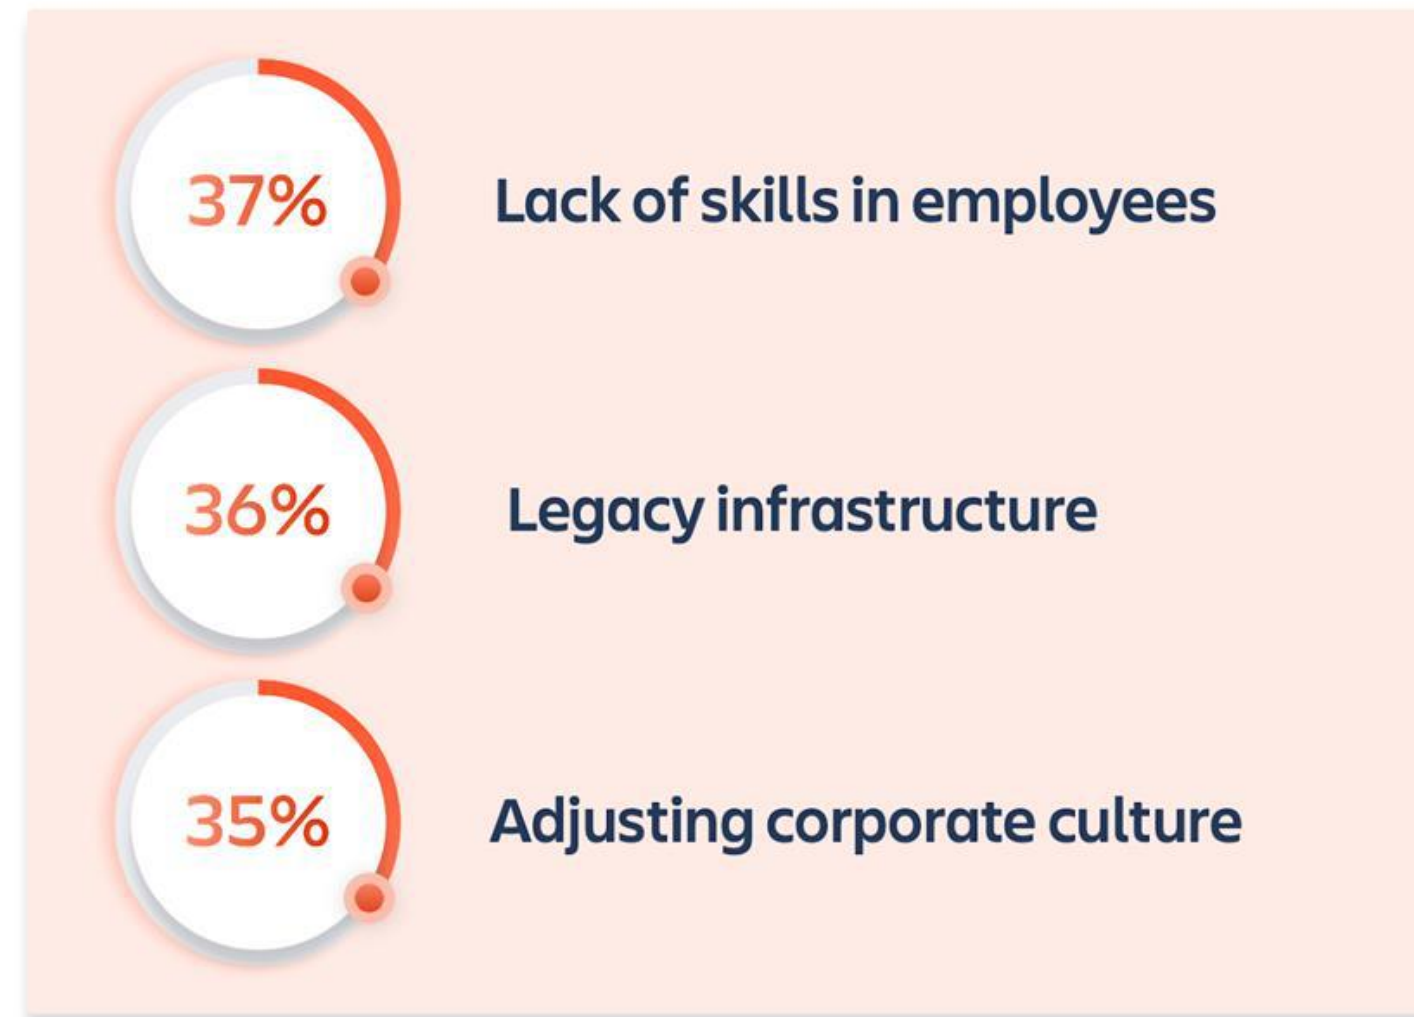 37%
Lack of skills in employees
36%
Legacy infrastructure
35%
Adjusting corporate culture